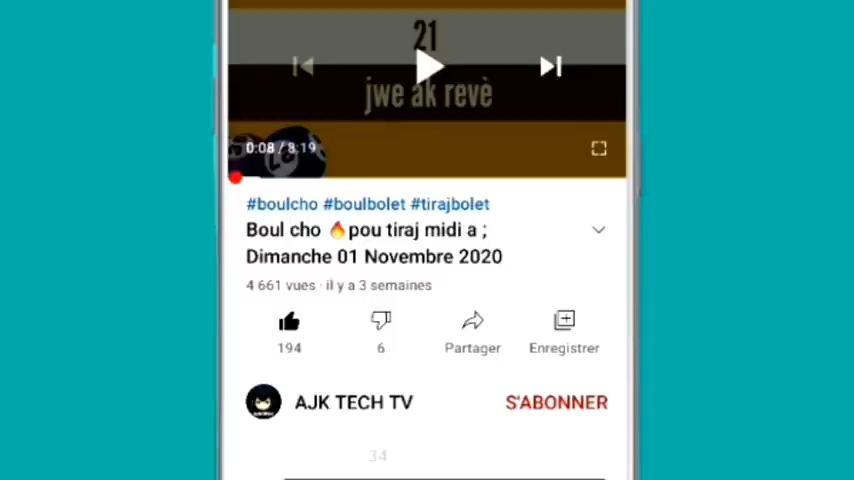 21
jwe ak revè
0:08 / 8:19
#boulcho #boulbolet #tirajbolet
Boul cho 🔥pou tiraj midi a ;
Dimanche 01 Novembre 2020
4 661 vues · il y a 3 semaines
194
6
Partager
Enregistrer
AJK TECH TV
S'ABONNER
34